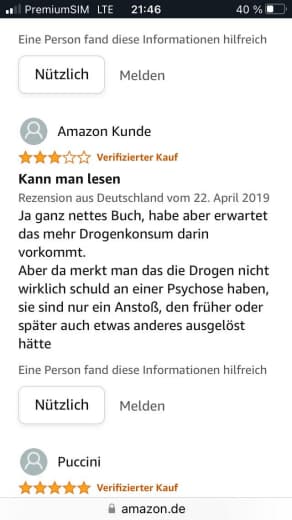 PremiumSIM LTE 21:46 40 %
Eine Person fand diese Informationen hilfreich
Nützlich Melden
Amazon Kunde
Verifizierter Kauf
Kann man lesen
Rezension aus Deutschland vom 22. April 2019
Ja ganz nettes Buch, habe aber erwartet
das mehr Drogenkonsum darin
vorkommt.
Aber da merkt man das die Drogen nicht
wirklich schuld an einer Psychose haben,
sie sind nur ein Anstoß, den früher oder
später auch etwas anderes ausgelöst
hätte
Eine Person fand diese Informationen hilfreich
Nützlich Melden
Puccini
Verifizierter Kauf
amazon.de